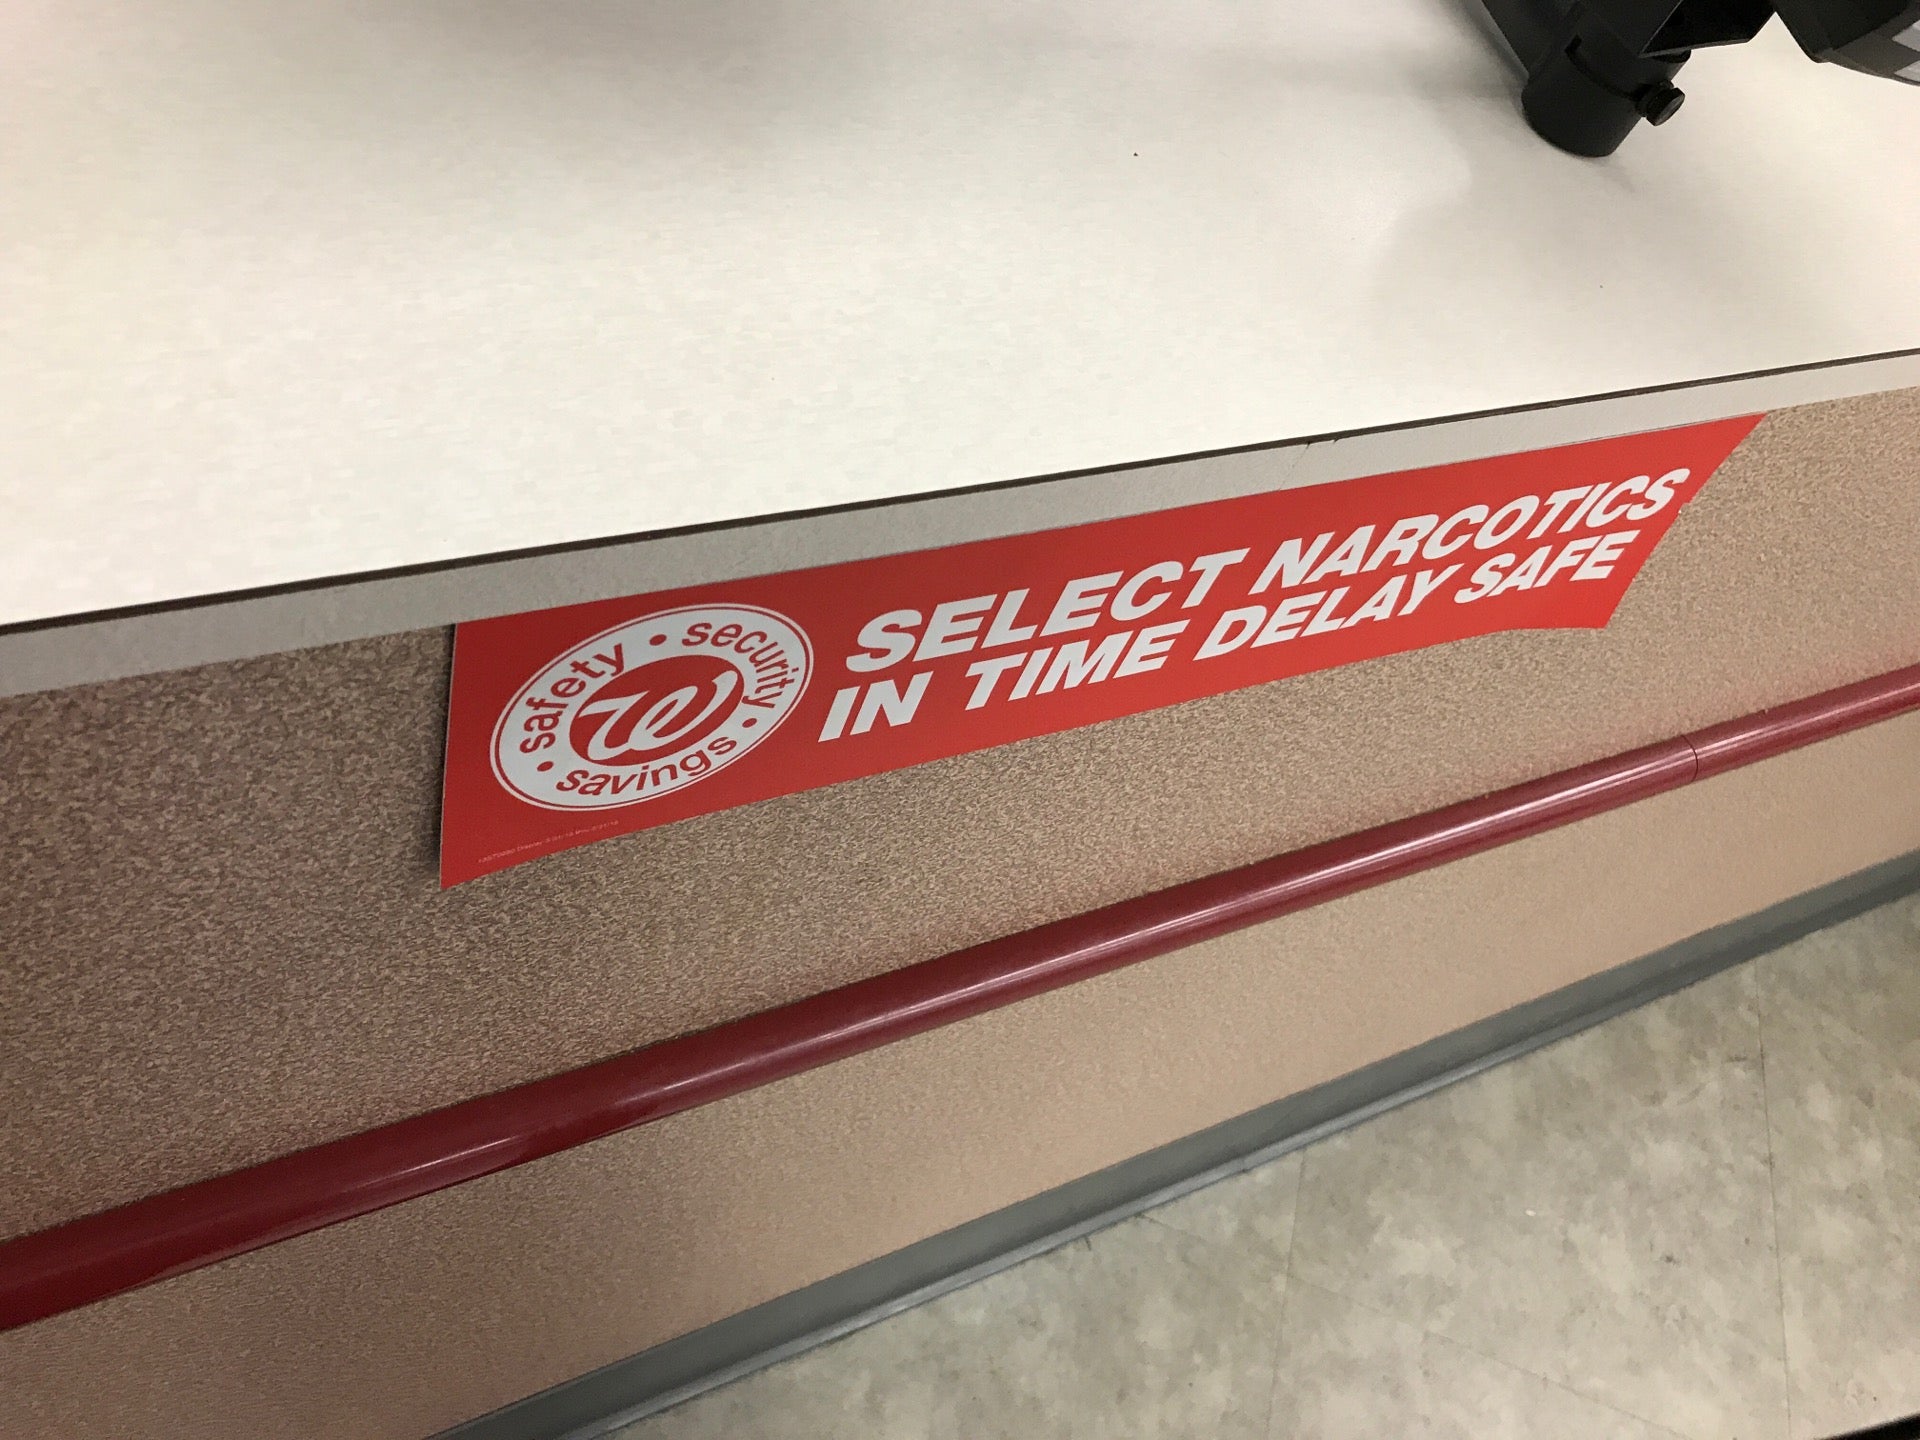 safety • security • savings •
W
SELECT NARCOTICS
IN TIME DELAY SAFE